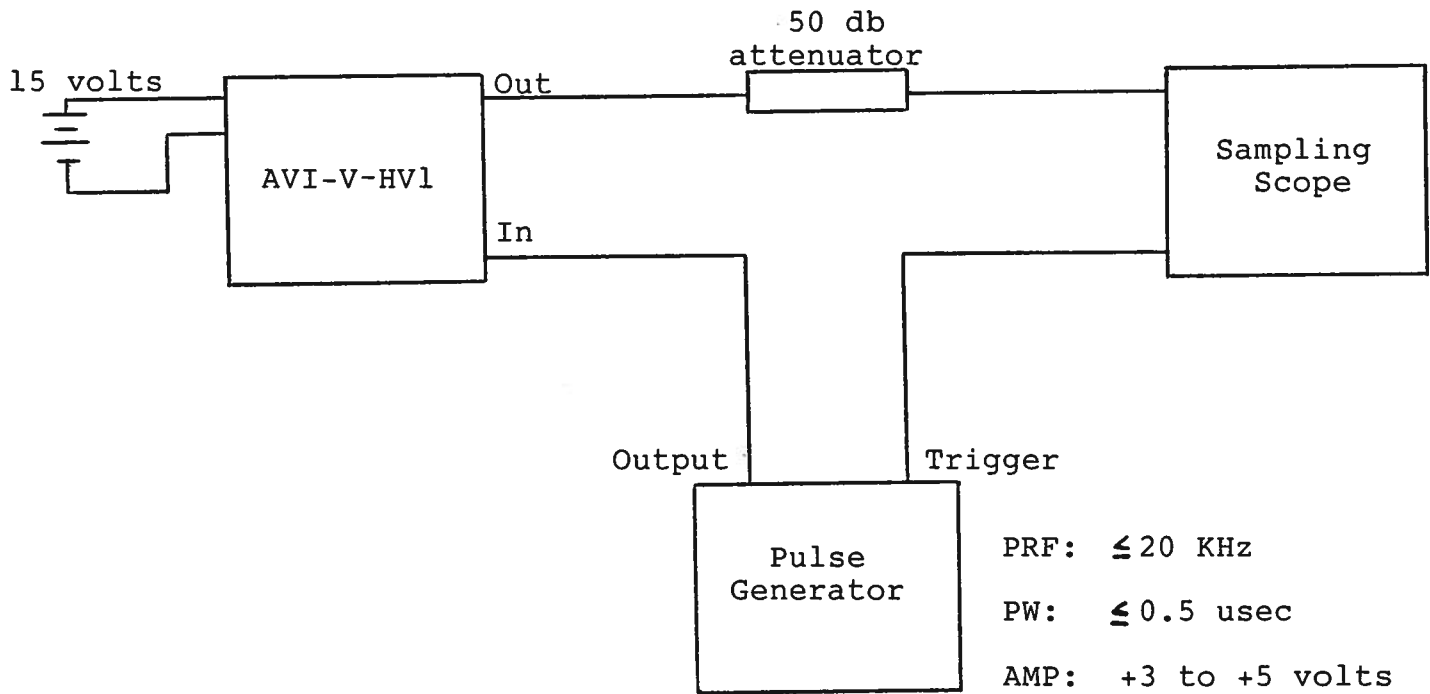 50 db
attenuator
15 volts
Out
AVI-V-HV1
Sampling
Scope
In
Output
Trigger
Pulse
Generator
PRF: ≤20 KHz
PW: ≤0.5 usec
AMP: +3 to +5 volts